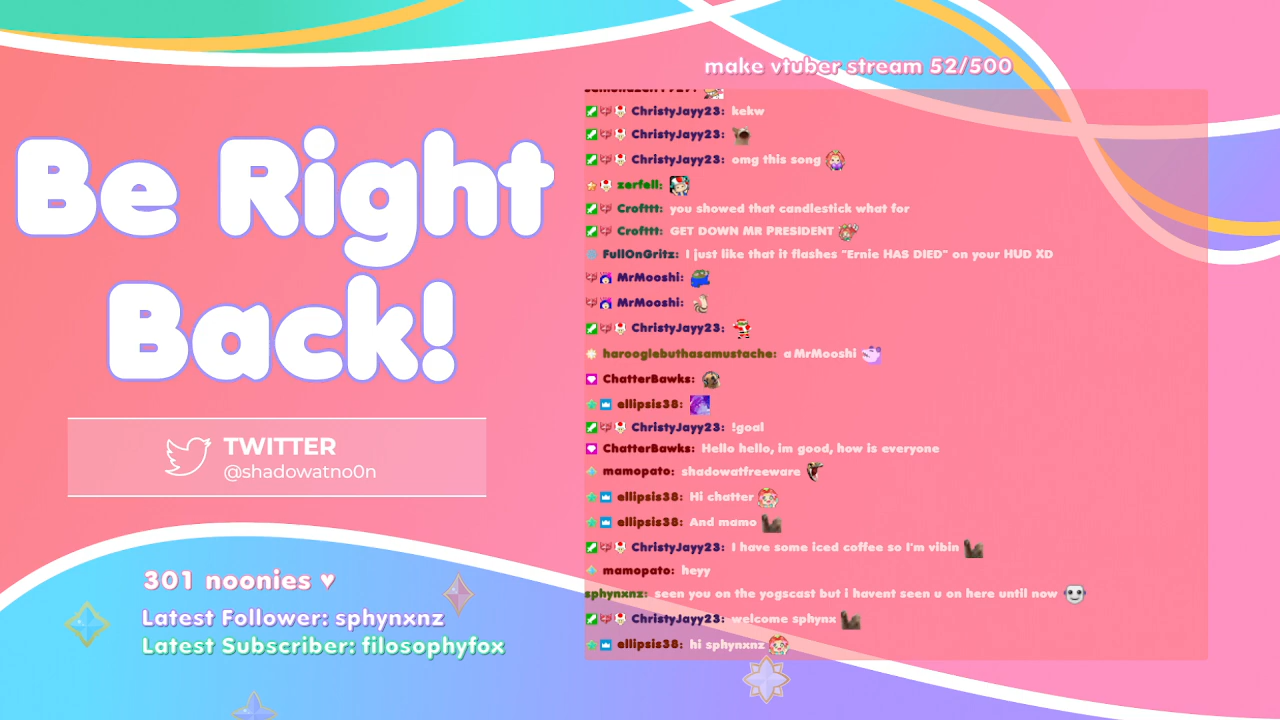 make vtuber stream 52/500
ChristyJayy23: kekw
ChristyJayy23:
ChristyJayy23: omg this song
zerfell:
Crofttt: you showed that candlestick what for
Crofttt: GET DOWN MR PRESIDENT
FullOnGritz: I just like that it flashes "Ernie HAS DIED" on your HUD XD
MrMooshi:
MrMooshi:
ChristyJayy23:
harooglebuthasamustache: a MrMooshi
ChatterBawks:
ellipsis38:
ChristyJayy23: !goal
ChatterBawks: Hello hello, im good, how is everyone
mamopato: shadowatfreeware
ellipsis38: Hi chatter
ellipsis38: And mamo
ChristyJayy23: I have some iced coffee so I'm vibin
mamopato: heyy
sphynxnz: seen you on the yogscast but i havent seen u on here until now
ChristyJayy23: welcome sphynx
ellipsis38: hi sphynxnz
Be Right
Back!
TWITTER
@shadowatno0n
301 noonies ♥
Latest Follower: sphynxnz
Latest Subscriber: filosophyfox